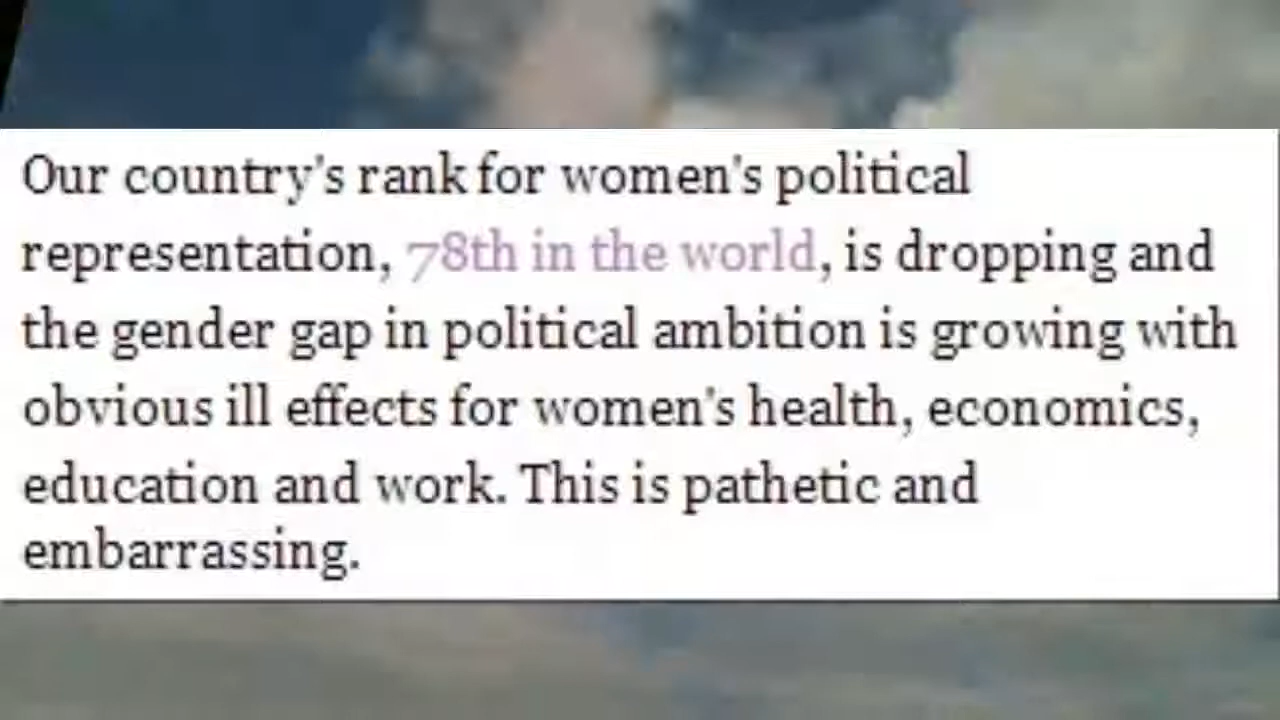 Our country's rank for women's political
representation, 78th in the world, is dropping and
the gender gap in political ambition is growing with
obvious ill effects for women's health, economics,
education and work. This is pathetic and
embarrassing.